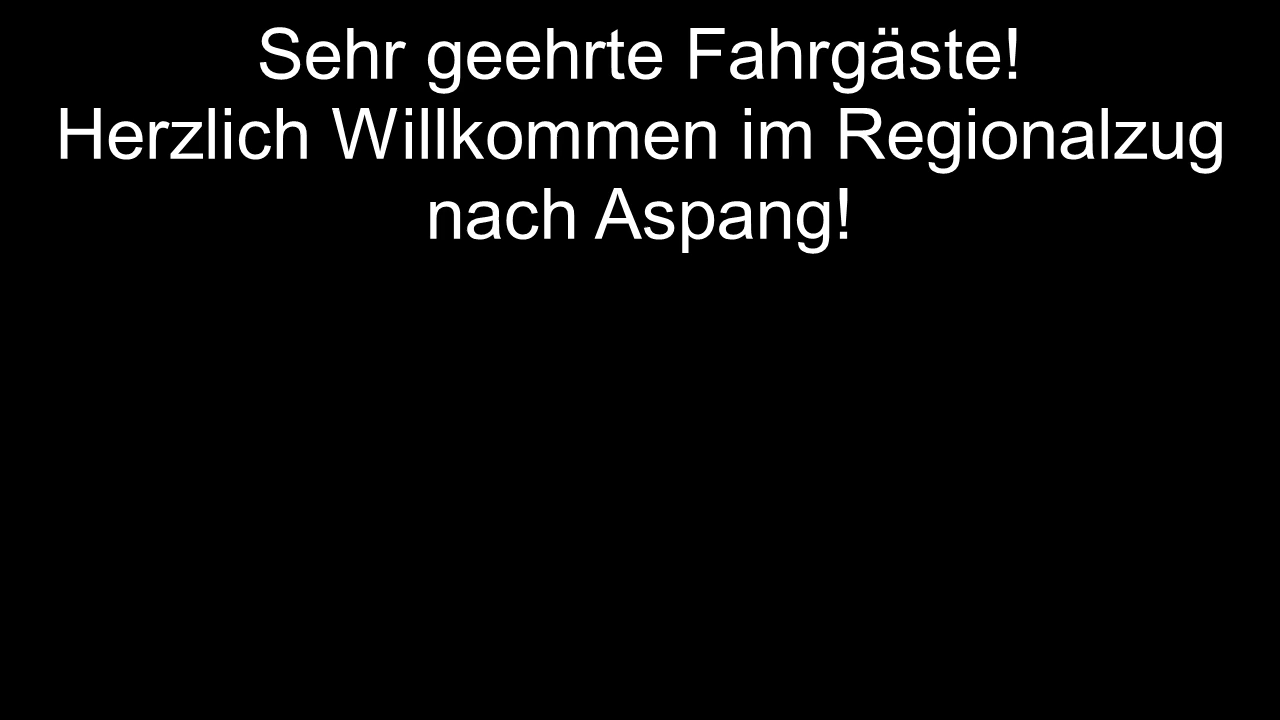 Sehr geehrte Fahrgäste!
Herzlich Willkommen im Regionalzug
nach Aspang!